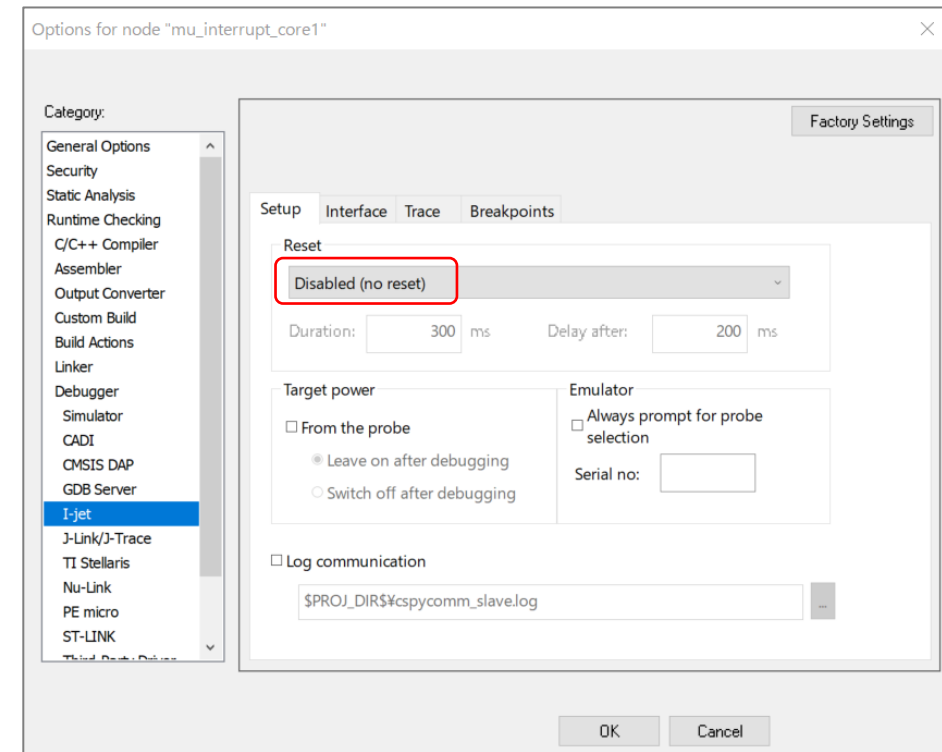 Options for node "mu_interrupt_core1"
Category:
Factory Settings
General Options
Security
Static Analysis
Runtime Checking
C/C++ Compiler
Assembler
Output Converter
Custom Build
Build Actions
Linker
Debugger
Simulator
CADI
CMSIS DAP
GDB Server
I-jet
J-Link/J-Trace
TI Stellaris
Nu-Link
PE micro
ST-LINK
Third-Party Driver
Setup Interface Trace Breakpoints
Reset
Disabled (no reset)
Duration: 300 ms Delay after: 200 ms
Target power
From the probe
Leave on after debugging
Switch off after debugging
Emulator
Always prompt for probe
selection
Serial no:
Log communication
$PROJ_DIR$¥cspycomm_slave.log
...
OK Cancel